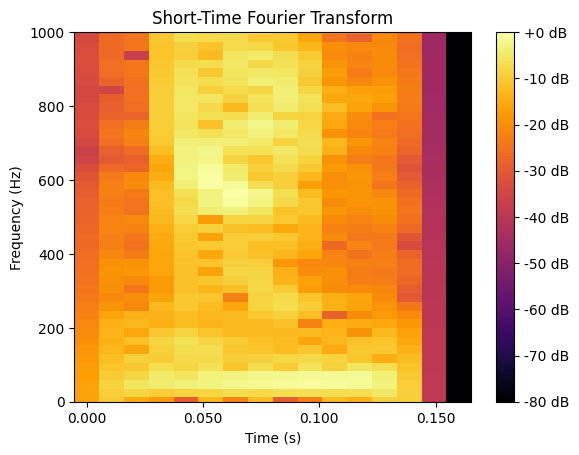 Short-Time Fourier Transform
1000
800
600
400
200
0
Frequency (Hz)
0.000
0.050
0.100
0.150
Time (s)
+0 dB
-10 dB
-20 dB
-30 dB
-40 dB
-50 dB
-60 dB
-70 dB
-80 dB